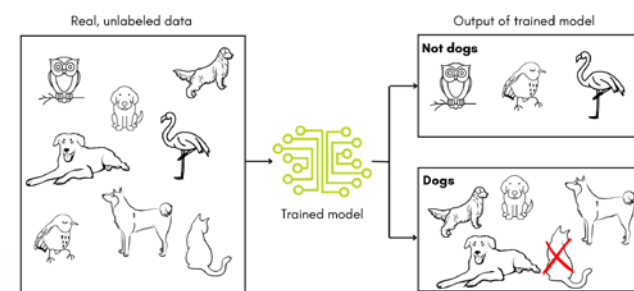 Real, unlabeled data
Output of trained model
Not dogs
Trained model
Dogs